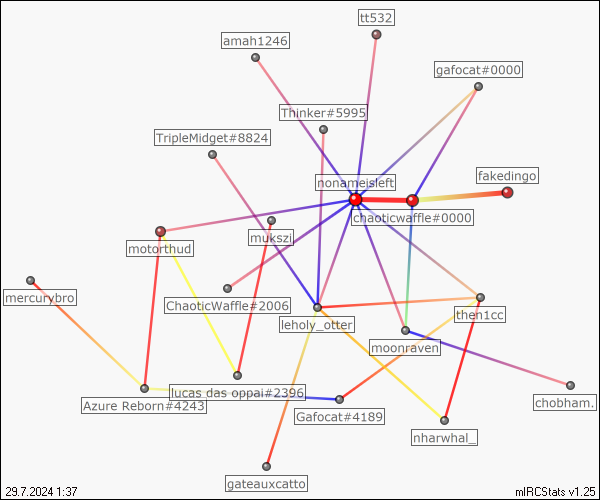 tt532
amah1246
gafocat#0000
Thinker#5995
TripleMidget#8824
fakedingo
nonameisleft
chaoticwaffle#0000
mukszi
motorthud
mercurybro
ChaoticWaffle#2006
then1cc
leholy_otter
moonraven
lucas das oppai#2396
chobham.
Azure Reborn#4243
Gafocat#4189
nharwhal_
gateauxcatto
29.7.2024 1:37
mIRCStats v1.25